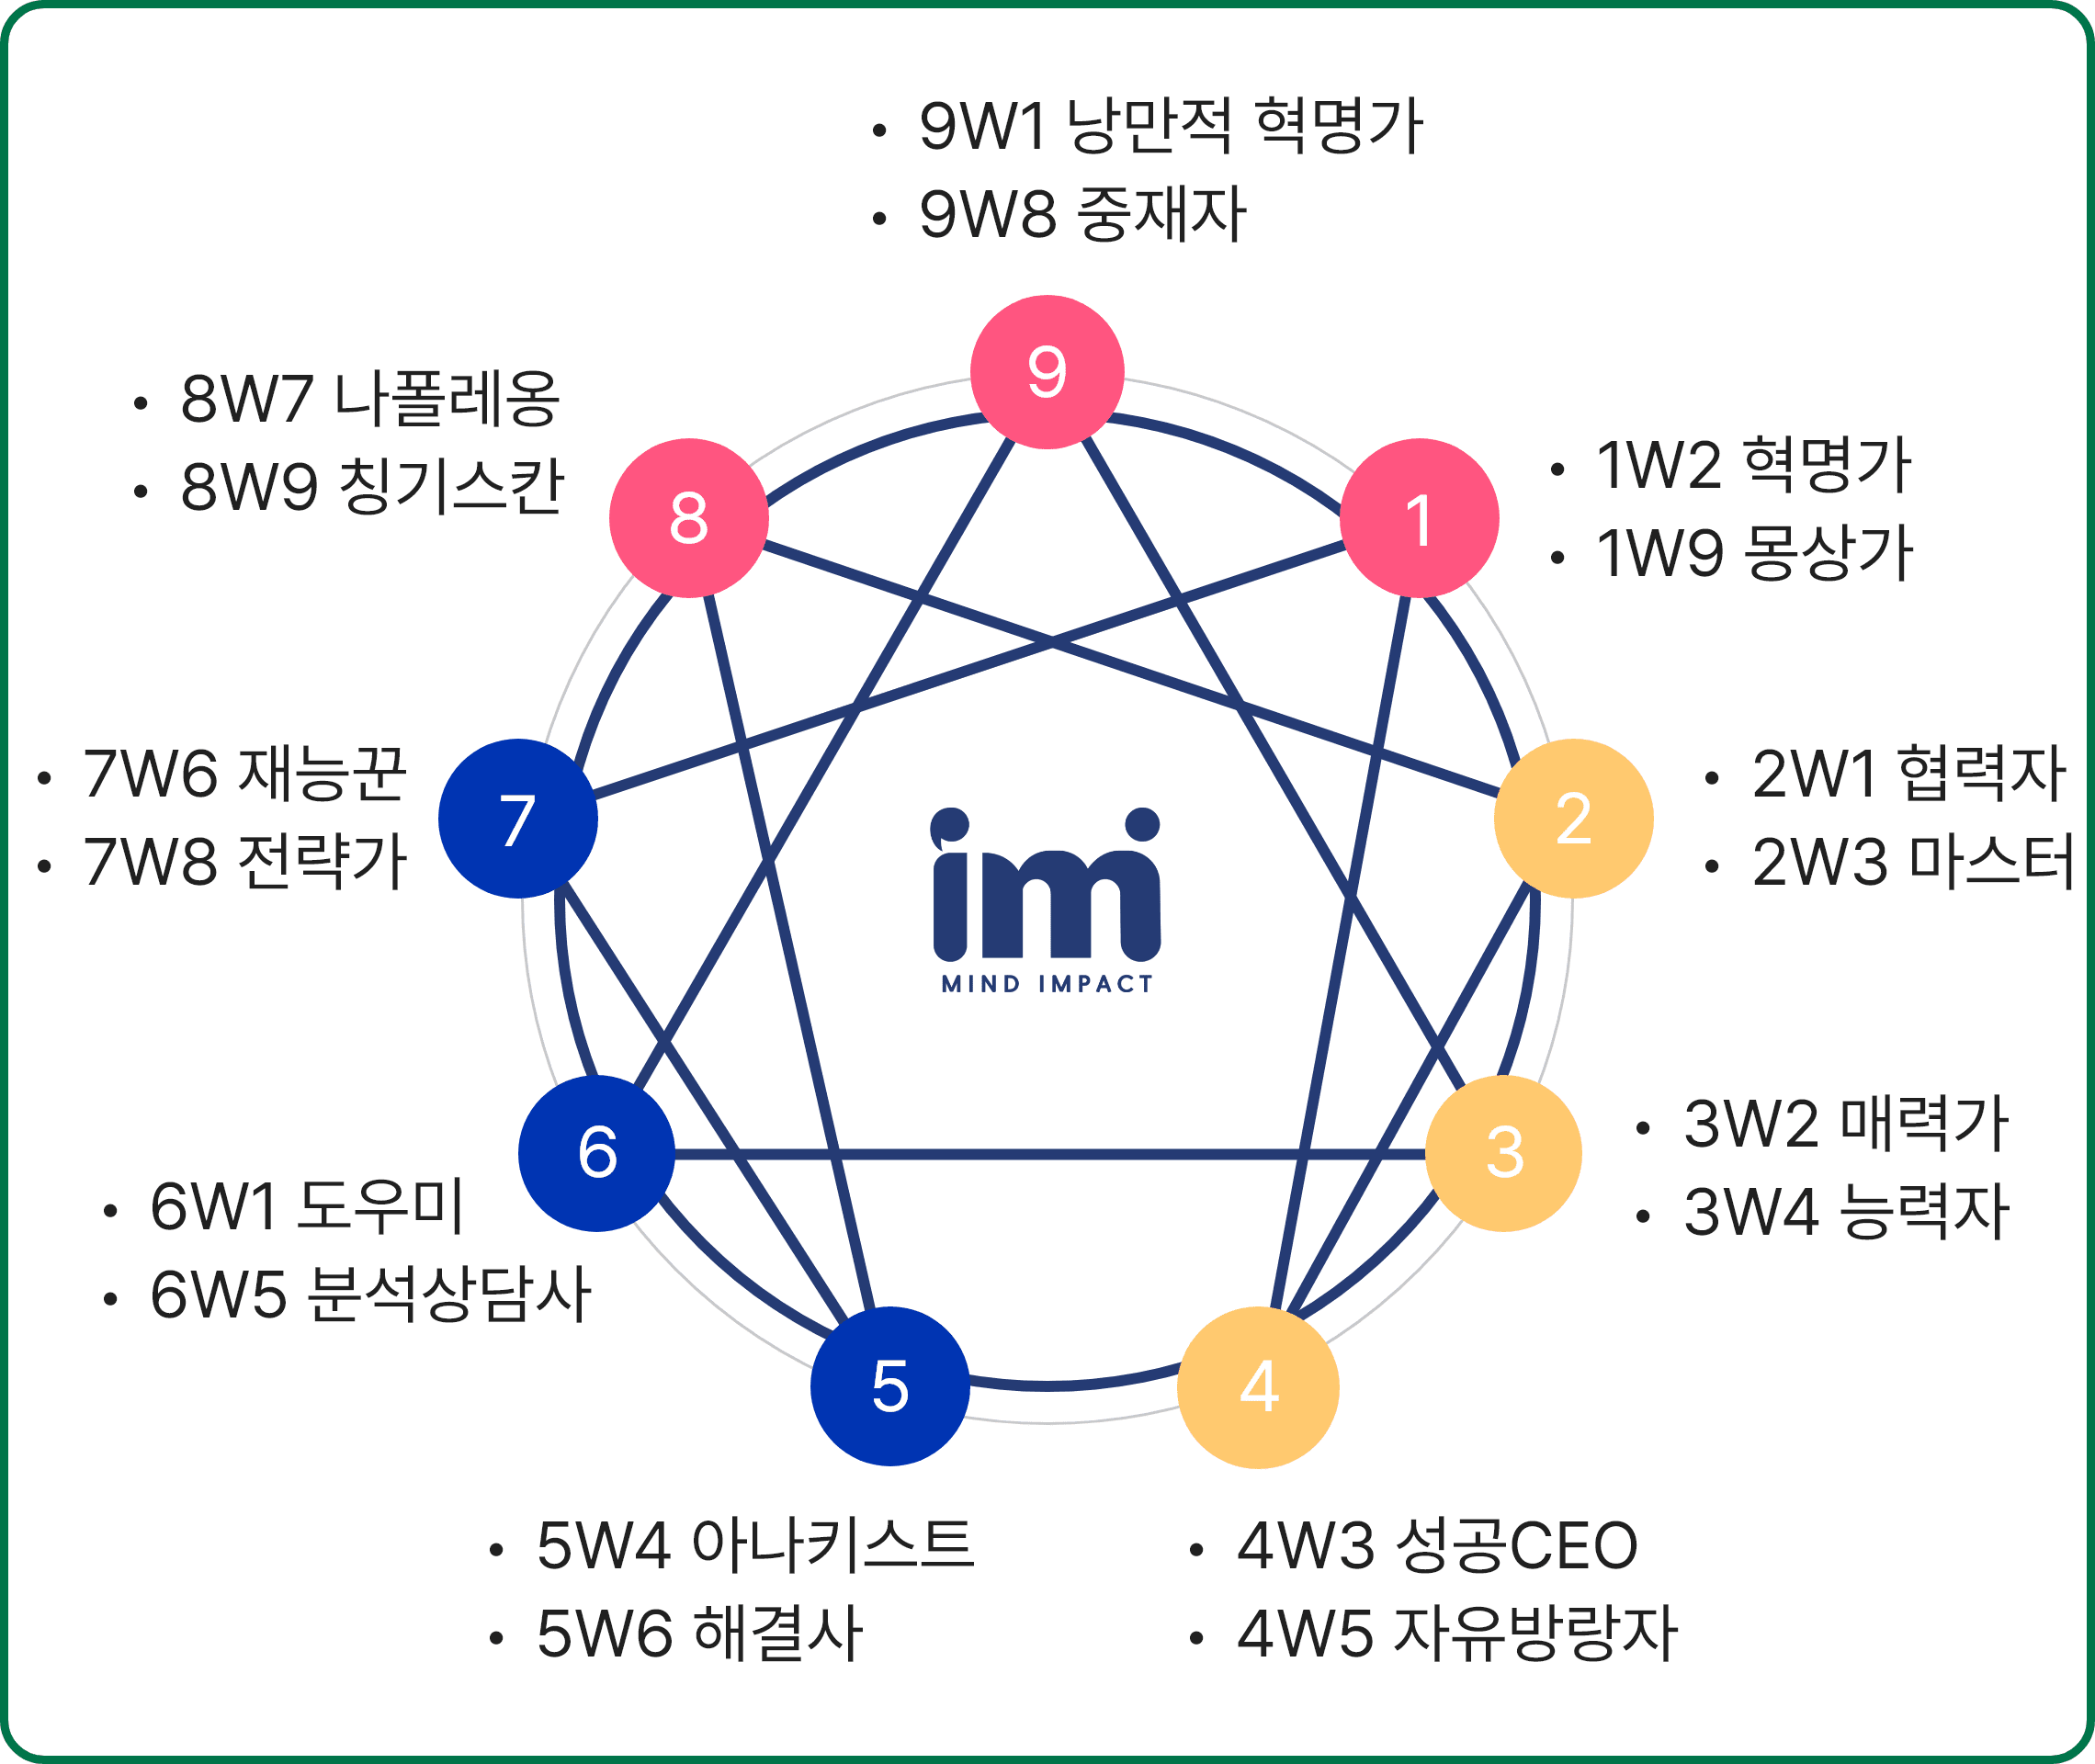 • 9W1 낭만적 혁명가
• 9W8 중재자
9
• 8W7 나폴레옹
• 8W9 칭기스칸
8
1
• 1W2 혁명가
• 1W9 몽상가
• 7W6 재능꾼
• 7W8 전략가
7
2
• 2W1 협력자
• 2W3 마스터
imi
MIND IMPACT
6
3
• 3W2 매력가
• 3W4 능력자
• 6W1 도우미
• 6W5 분석상담사
5
4
• 5W4 아나키스트
• 5W6 해결사
• 4W3 성공CEO
• 4W5 자유방랑자